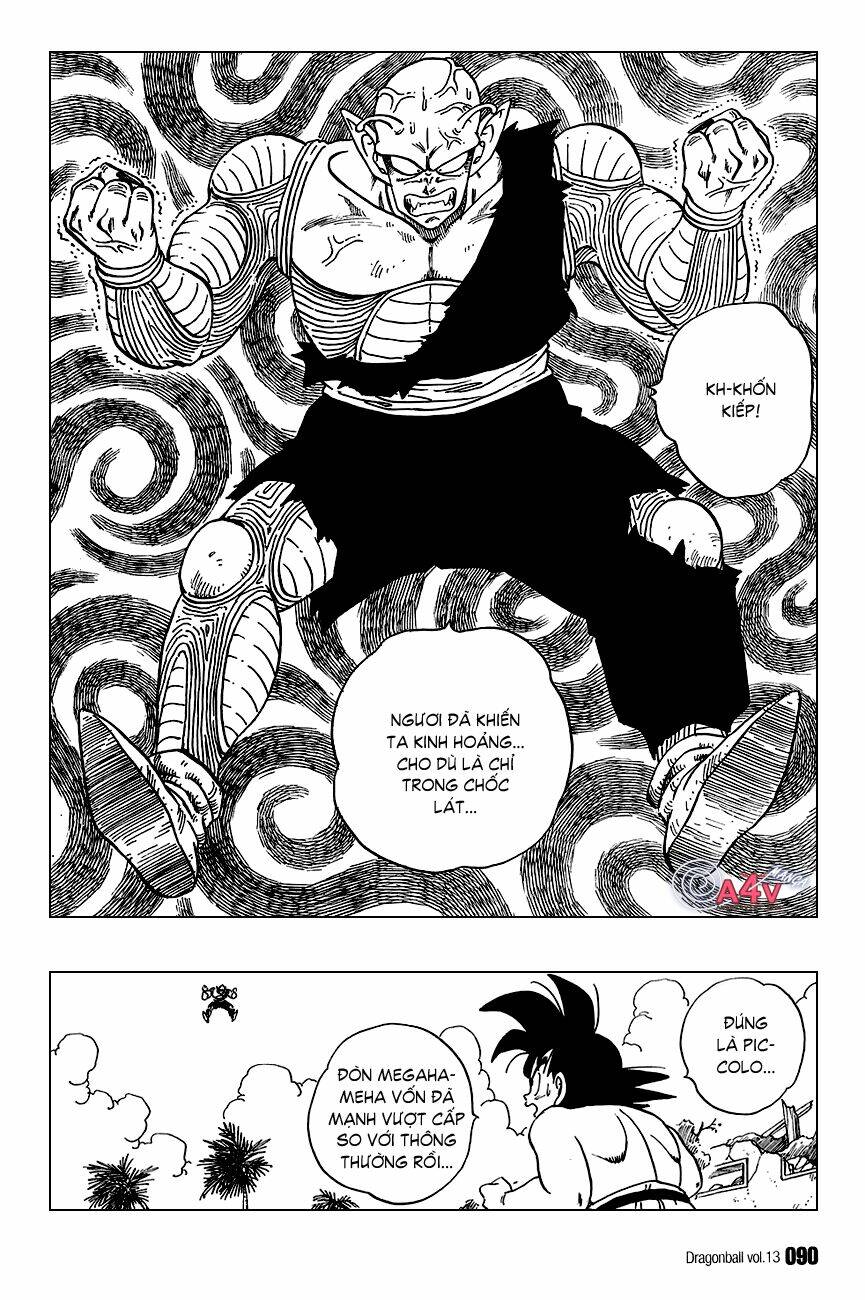 KH-KHỐN
KIẾP!
NGƯƠI ĐÃ KHIẾN
TA KINH HOẢNG...
CHO DÙ LÀ CHỈ
TRONG CHỐC
LÁT...
A4V
MANGA
ĐÚNG
LÀ PIC-
COLO...
ĐÒN MEGAHA-
MEHA VỐN ĐÃ
MẠNH VƯỢT CẤP
SO VỚI THÔNG
THƯỜNG RỒI...
Dragonball vol.13 090